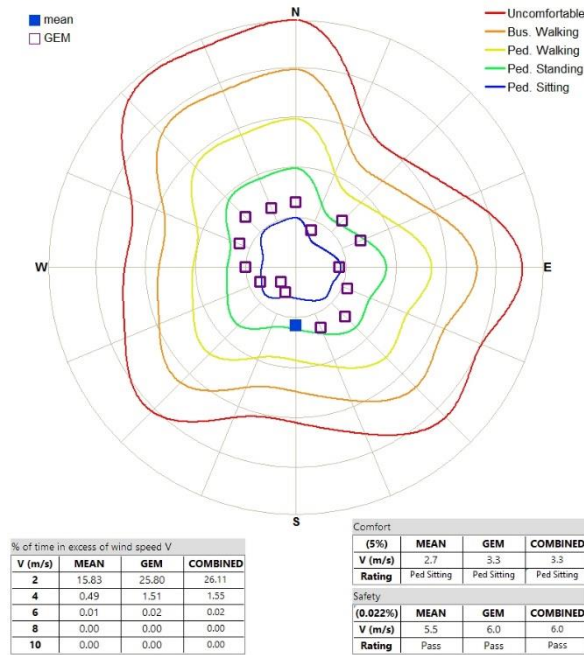 N
mean
GEM
Uncomfortable
Bus. Walking
Ped. Walking
Ped. Standing
Ped. Sitting
W
E
S
% of time in excess of wind speed V
V (m/s) MEAN GEM COMBINED
2 15.83 25.80 26.11
4 0.49 1.51 1.55
6 0.01 0.02 0.02
8 0.00 0.00 0.00
10 0.00 0.00 0.00
Comfort
(5%) MEAN GEM COMBINED
V (m/s) 2.7 3.3 3.3
Rating Ped Sitting Ped Sitting Ped Sitting
Safety
(0.022%) MEAN GEM COMBINED
V (m/s) 5.5 6.0 6.0
Rating Pass Pass Pass